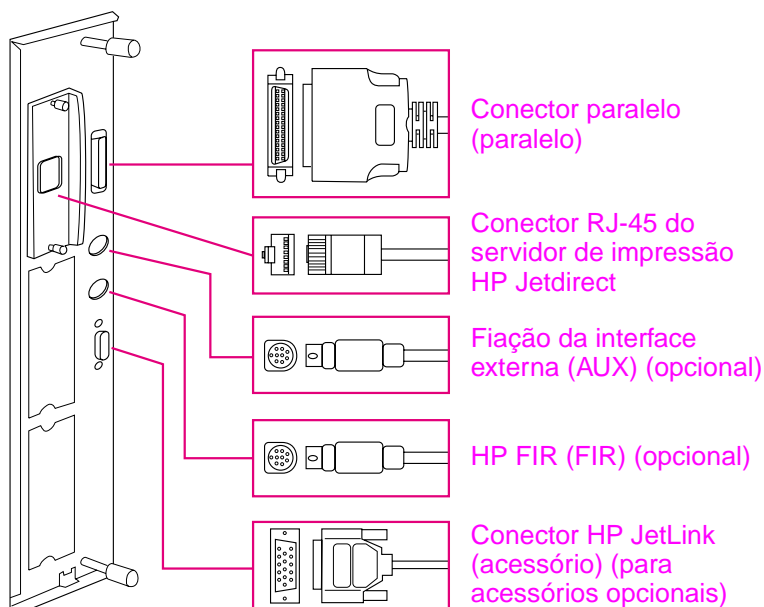 Conector paralelo
(paralelo)
Conector RJ-45 do
servidor de impressão
HP Jetdirect
Fiação da interface
externa (AUX) (opcional)
HP FIR (FIR) (opcional)
Conector HP JetLink
(acessório) (para
acessórios opcionais)